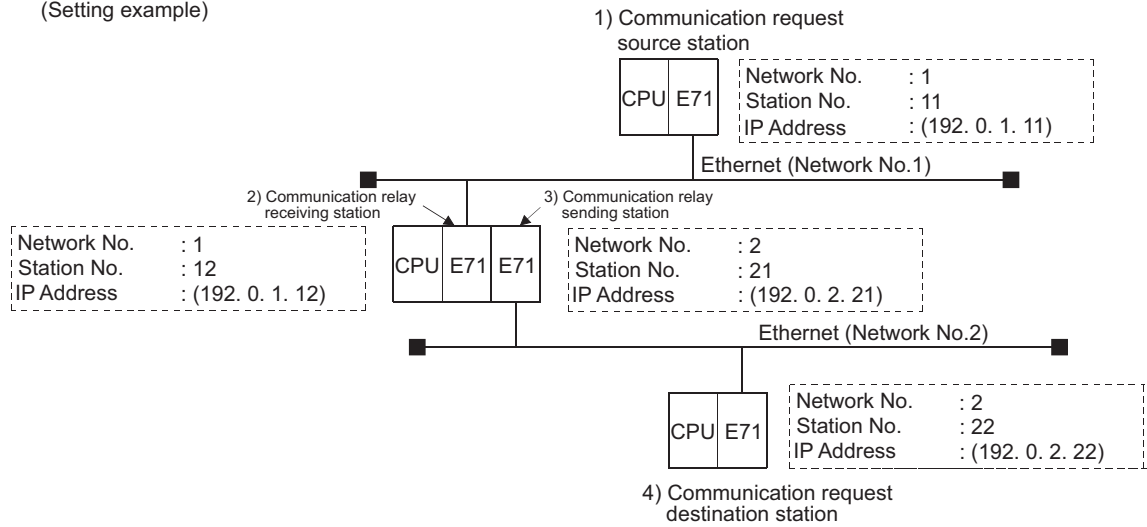 (Setting example)
1) Communication request
source station
CPU E71
Network No. : 1
Station No. : 11
IP Address : (192. 0. 1. 11)
Ethernet (Network No.1)
2) Communication relay
receiving station
3) Communication relay
sending station
Network No. : 1
Station No. : 12
IP Address : (192. 0. 1. 12)
CPU E71 E71
Network No. : 2
Station No. : 21
IP Address : (192. 0. 2. 21)
Ethernet (Network No.2)
CPU E71
Network No. : 2
Station No. : 22
IP Address : (192. 0. 2. 22)
4) Communication request
destination station